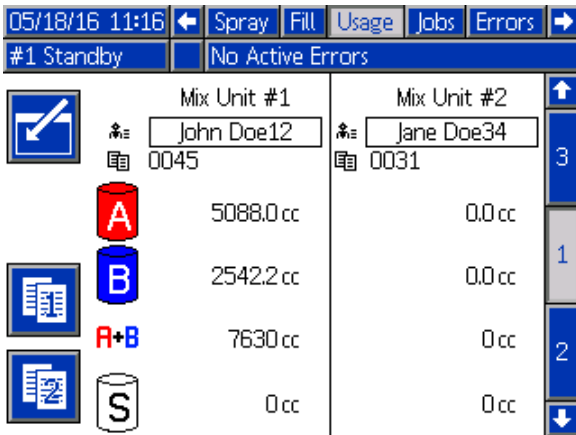 05/18/16 11:16 Spray Fill Usage Jobs Errors
#1 Standby No Active Errors
Mix Unit #1 Mix Unit #2
John Doe12 Jane Doe34
0045 0031
3
A 5088.0 cc 0.0 cc
1
B 2542.2 cc 0.0 cc
1
A+B 7630 cc 0 cc
2
2
S 0 cc 0 cc